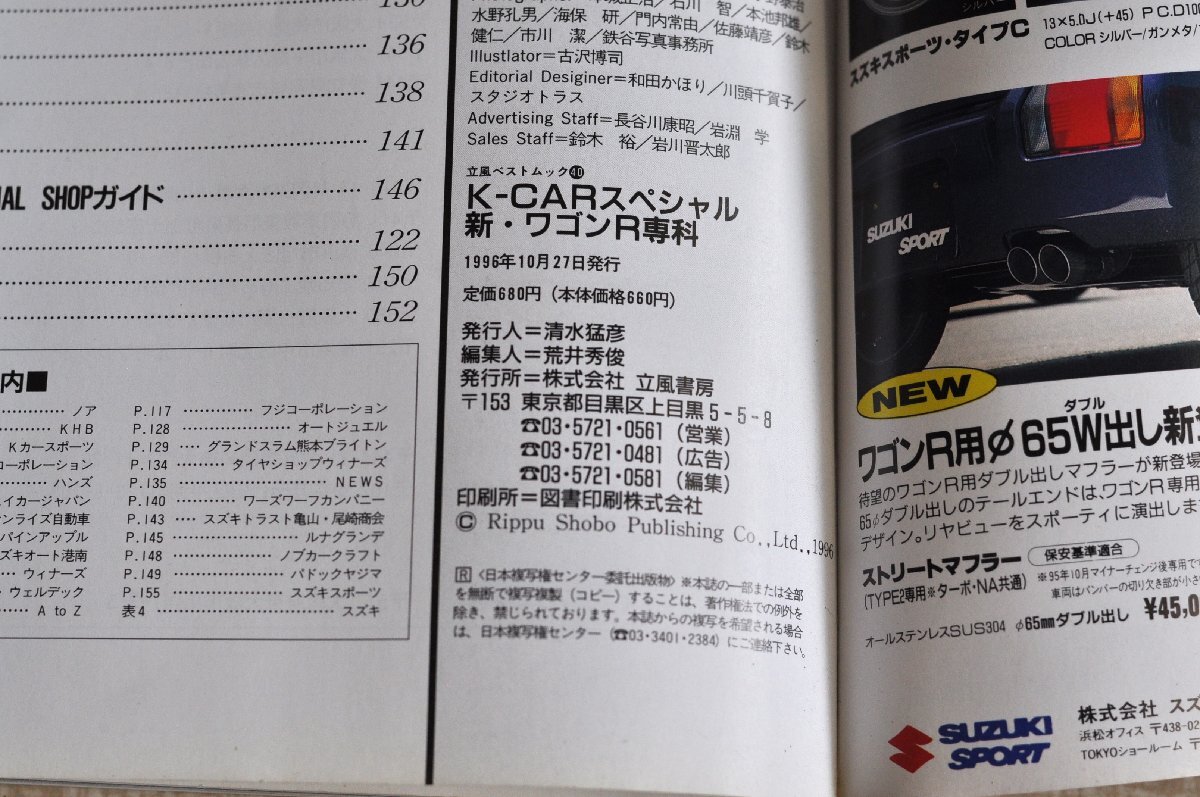 136
138
141
SHOPガイド 146
122
150
152
内■
ノア
KHB
Kカースポーツ
コーポレーション
ハンズ
ェイカージャパン
ンライズ自動車
パインアップル
ズキオート港南
ウィナーズ
ウェルデック
A to Z
P.117 フジコーポレーション
P.128 オートジュエル
P.129 グランドスラム熊本ブライトン
P.134 タイヤショップウィナーズ
P.135 NEWS
P.140 ワーズワーフカンパニー
P.143 スズキトラスト亀山・尾崎商会
P.145 ルナグランデ
P.148 ノブカークラフト
P.149 パドックヤジマ
P.155 スズキスポーツ
表4 スズキ
水野孔男／海保 研／門内常由／佐藤靖彦／鈴木
健仁／市川 潔／鉄谷写真事務所
Illustlator＝古沢博司
Editorial Desiginer＝和田かほり／川頭千賀子／
スタジオトラス
Advertising Staff＝長谷川康昭／岩淵 学
Sales Staff＝鈴木 裕／岩川晋太郎
立風ベストムック40
K-CARスペシャル
新・ワゴンR専科
1996年10月27日発行
定価680円（本体価格660円）
発行人＝清水猛彦
編集人＝荒井秀俊
発行所＝株式会社 立風書房
〒153 東京都目黒区上目黒5-5-8
☎03・5721・0561（営業）
☎03・5721・0481（広告）
☎03・5721・0581（編集）
印刷所＝図書印刷株式会社
© Rippu Shobo Publishing Co.,Ltd.,1996
R〈日本複写権センター委託出版物〉※本誌の一部または全部
を無断で複写複製（コピー）することは、著作権法での例外を
除き、禁じられております。本誌からの複写を希望される場合
は、日本複写権センター（☎03・3401・2384）にご連絡下さい。
スズキスポーツ・タイプC
13×5.0J(+45) P.C.D100
COLOR シルバー/ガンメタ/
SUZUKI
SPORT
NEW
ダブル
ワゴンR用φ65W出し新
待望のワゴンR用ダブル出しマフラーが新登場
65φダブル出しのテールエンドは、ワゴンR専用
デザイン。リヤビューをスポーティに演出しま
ストリートマフラー 保安基準適合
(TYPE2専用※ターボ・NA共通)
※95年10月マイナーチェンジ後専用で
車両はバンパーの切り欠き部が小さ
オールステンレスSUS304 φ65mmダブル出し ¥45,0
SUZUKI
SPORT
株式会社 スズ
浜松オフィス 〒438-02
TOKYOショールーム 〒